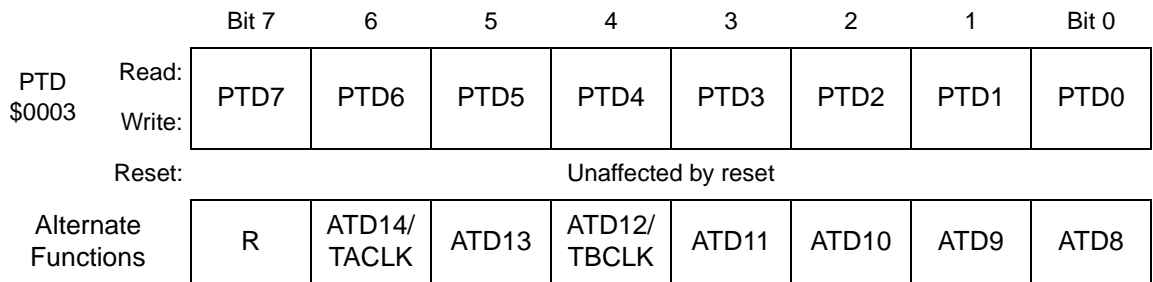 Bit 7 6 5 4 3 2 1 Bit 0
PTD
$0003
Read:
Write:
PTD7 PTD6 PTD5 PTD4 PTD3 PTD2 PTD1 PTD0
Reset: Unaffected by reset
Alternate
Functions
R ATD14/
TACLK ATD13 ATD12/
TBCLK ATD11 ATD10 ATD9 ATD8